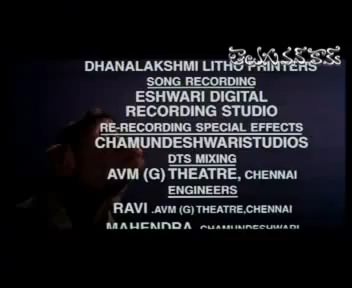 DHANALAKSHMI LITHO PRINTERS
SONG RECORDING
ESHWARI DIGITAL
RECORDING STUDIO
RE-RECORDING SPECIAL EFFECTS
CHAMUNDESHWARISTUDIOS
DTS MIXING
AVM (G) THEATRE, CHENNAI
ENGINEERS
RAVI .AVM (G) THEATRE,CHENNAI
MAHENDRA .CHAMUNDESHWARI